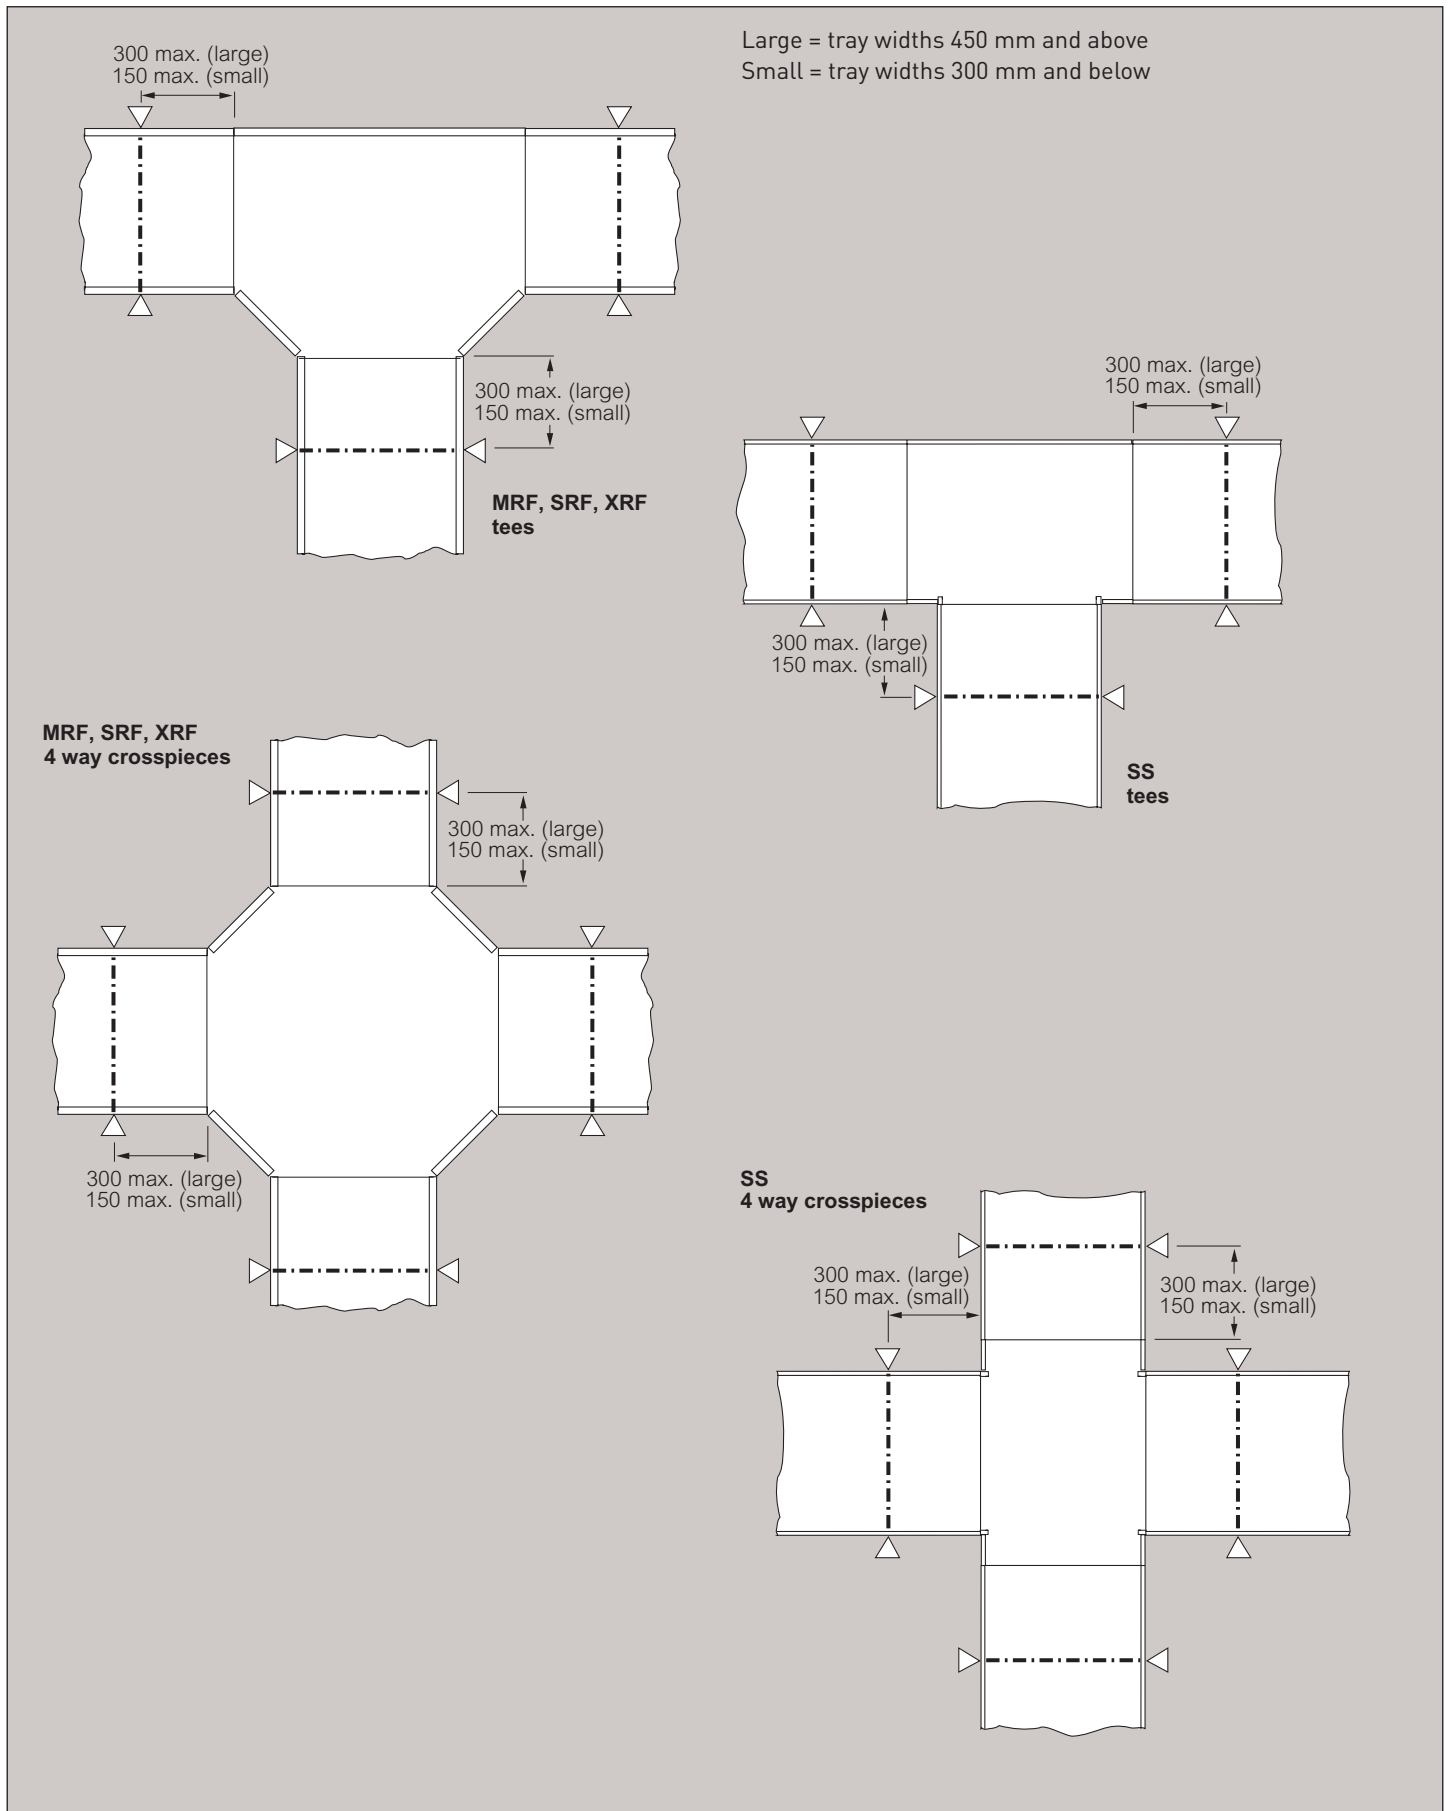 300 max. (large)
150 max. (small)
Large = tray widths 450 mm and above
Small = tray widths 300 mm and below
300 max. (large)
150 max. (small)
MRF, SRF, XRF
tees
300 max. (large)
150 max. (small)
300 max. (large)
150 max. (small)
SS
tees
MRF, SRF, XRF
4 way crosspieces
300 max. (large)
150 max. (small)
300 max. (large)
150 max. (small)
SS
4 way crosspieces
300 max. (large)
150 max. (small)
300 max. (large)
150 max. (small)